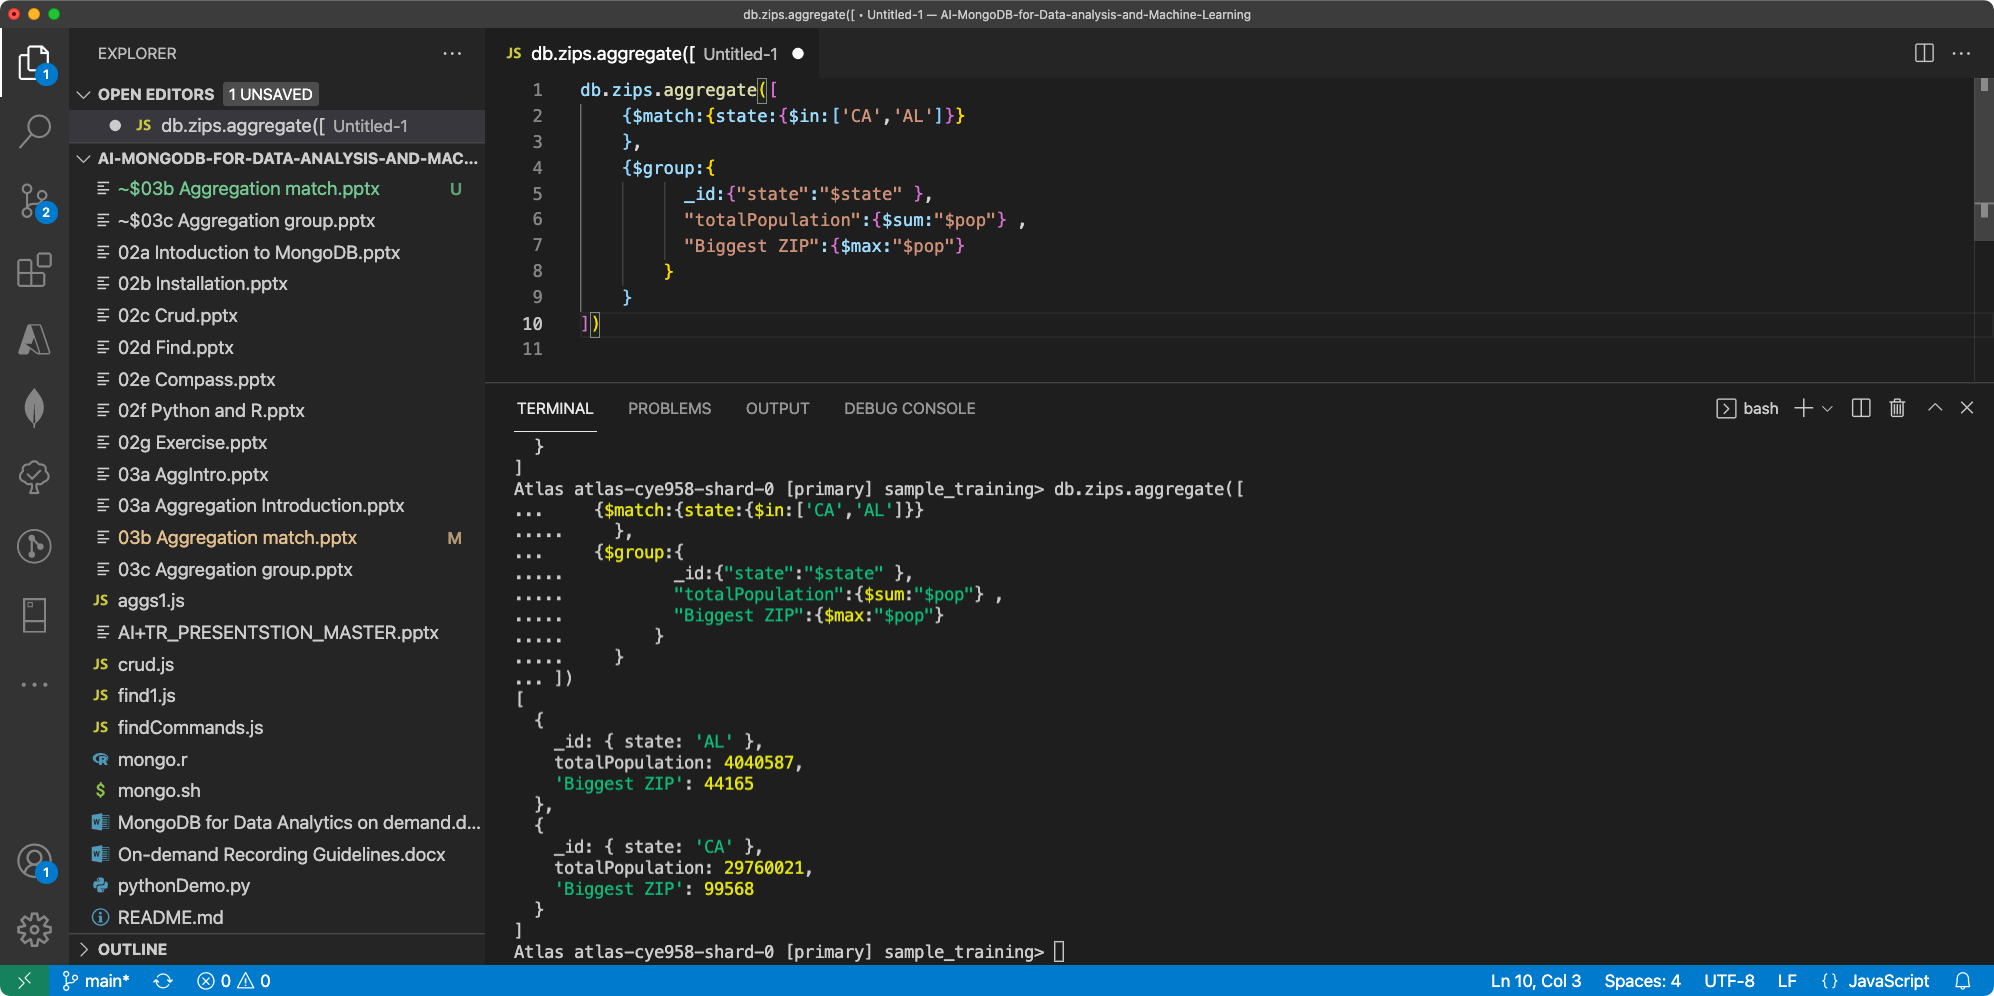 db.zips.aggregate([ • Untitled-1 — AI-MongoDB-for-Data-analysis-and-Machine-Learning
EXPLORER
OPEN EDITORS 1 UNSAVED
JS db.zips.aggregate([ Untitled-1
AI-MONGODB-FOR-DATA-ANALYSIS-AND-MAC...
~$03b Aggregation match.pptx U
~$03c Aggregation group.pptx
02a Intoduction to MongoDB.pptx
02b Installation.pptx
02c Crud.pptx
02d Find.pptx
02e Compass.pptx
02f Python and R.pptx
02g Exercise.pptx
03a AggIntro.pptx
03a Aggregation Introduction.pptx
03b Aggregation match.pptx M
03c Aggregation group.pptx
JS aggs1.js
AI+TR_PRESENTSTION_MASTER.pptx
JS crud.js
JS find1.js
JS findCommands.js
R mongo.r
$ mongo.sh
MongoDB for Data Analytics on demand.d...
On-demand Recording Guidelines.docx
pythonDemo.py
README.md
OUTLINE
1
2
1
JS db.zips.aggregate([ Untitled-1
1 db.zips.aggregate([
2 {$match:{state:{$in:['CA','AL']}}
3 },
4 {$group:{
5 _id:{"state":"$state" },
6 "totalPopulation":{$sum:"$pop"} ,
7 "Biggest ZIP":{$max:"$pop"}
8 }
9 }
10 ])
11
TERMINAL PROBLEMS OUTPUT DEBUG CONSOLE
bash
}
]
Atlas atlas-cye958-shard-0 [primary] sample_training> db.zips.aggregate([
... {$match:{state:{$in:['CA','AL']}}
..... },
... {$group:{
..... _id:{"state":"$state" },
..... "totalPopulation":{$sum:"$pop"} ,
..... "Biggest ZIP":{$max:"$pop"}
..... }
..... }
... ])
[
{
_id: { state: 'AL' },
totalPopulation: 4040587,
'Biggest ZIP': 44165
},
{
_id: { state: 'CA' },
totalPopulation: 29760021,
'Biggest ZIP': 99568
}
]
Atlas atlas-cye958-shard-0 [primary] sample_training>
main* 0 0
Ln 10, Col 3 Spaces: 4 UTF-8 LF {} JavaScript